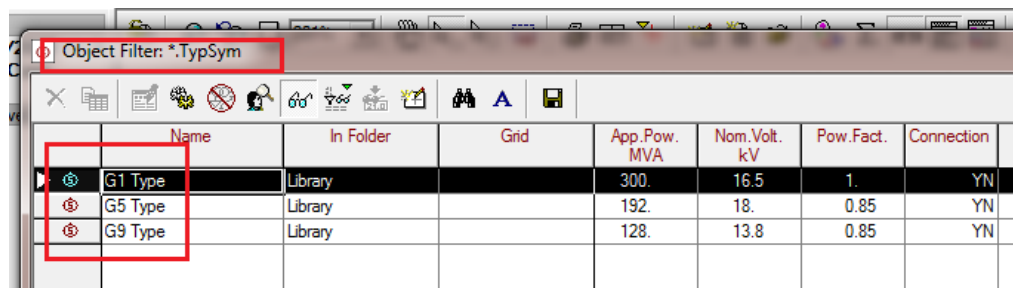 Object Filter: *.TypSym
Name In Folder Grid App.Pow. MVA Nom.Volt. kV Pow.Fact. Connection
G1 Type Library 300. 16.5 1. YN
G5 Type Library 192. 18. 0.85 YN
G9 Type Library 128. 13.8 0.85 YN